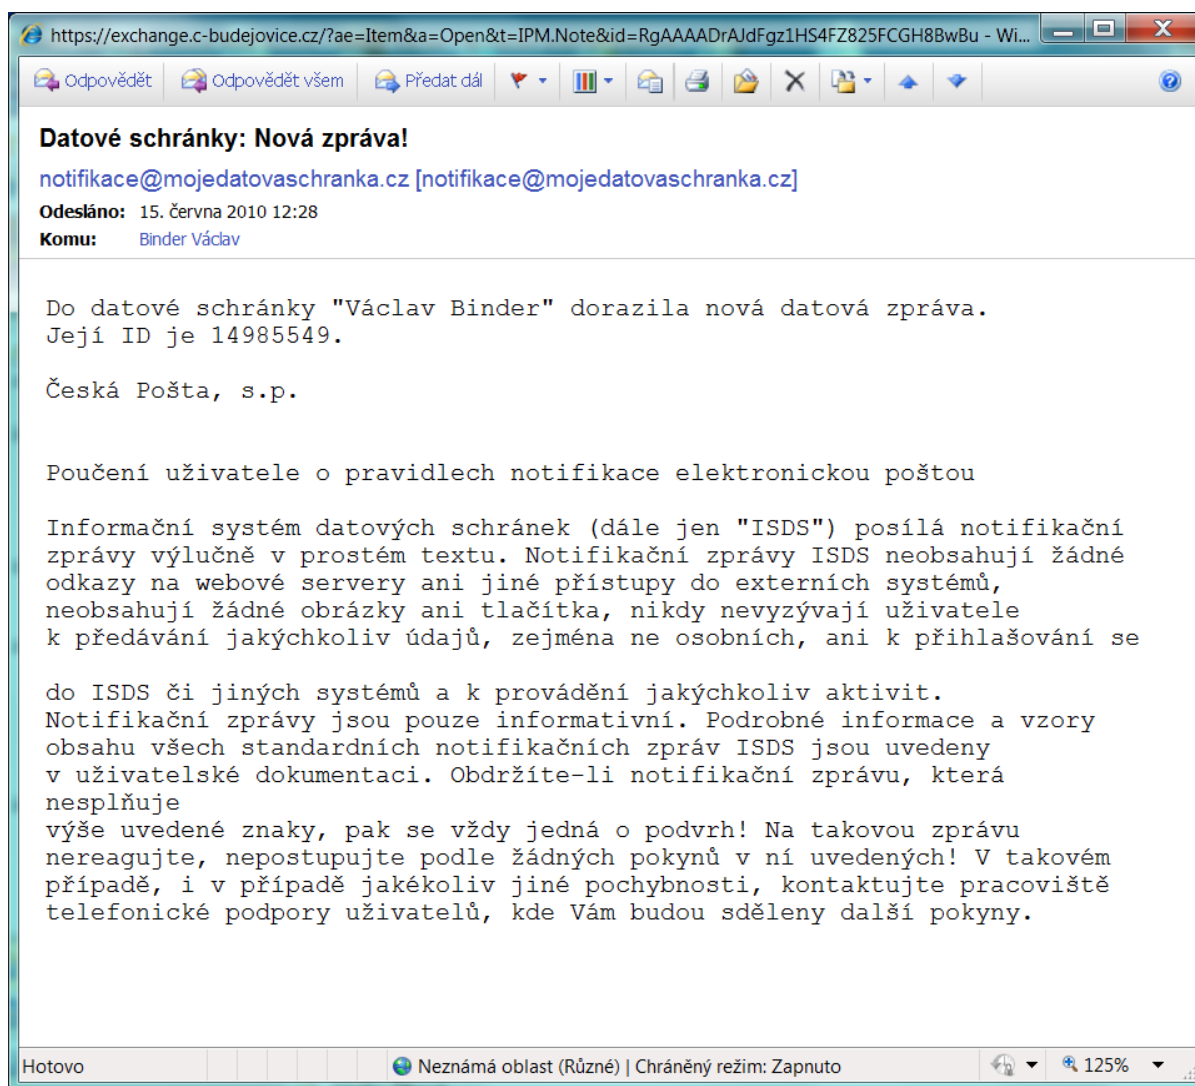 https://exchange.c-budejovice.cz/?ae=Item&a=Open&t=IPM.Note&id=RgAAAADrAJdFgz1HS4FZ825FCGH8BwBu - Wi...
Odpovědět Odpovědět všem Předat dál
Datové schránky: Nová zpráva!
notifikace@mojedatovaschranka.cz [notifikace@mojedatovaschranka.cz]
Odesláno: 15. června 2010 12:28
Komu: Binder Václav
Do datové schránky "Václav Binder" dorazila nová datová zpráva.
Její ID je 14985549.
Česká Pošta, s.p.
Poučení uživatele o pravidlech notifikace elektronickou poštou
Informační systém datových schránek (dále jen "ISDS") posílá notifikační
zprávy výlučně v prostém textu. Notifikační zprávy ISDS neobsahují žádné
odkazy na webové servery ani jiné přístupy do externích systémů,
neobsahují žádné obrázky ani tlačítka, nikdy nevyzývají uživatele
k předávání jakýchkoliv údajů, zejména ne osobních, ani k přihlašování se
do ISDS či jiných systémů a k provádění jakýchkoliv aktivit.
Notifikační zprávy jsou pouze informativní. Podrobné informace a vzory
obsahu všech standardních notifikačních zpráv ISDS jsou uvedeny
v uživatelské dokumentaci. Obdržíte-li notifikační zprávu, která
nesplňuje
výše uvedené znaky, pak se vždy jedná o podvrh! Na takovou zprávu
nereagujte, nepostupujte podle žádných pokynů v ní uvedených! V takovém
případě, i v případě jakékoliv jiné pochybnosti, kontaktujte pracoviště
telefonické podpory uživatelů, kde Vám budou sděleny další pokyny.
Hotovo Neznámá oblast (Různé) | Chráněný režim: Zapnuto 125%